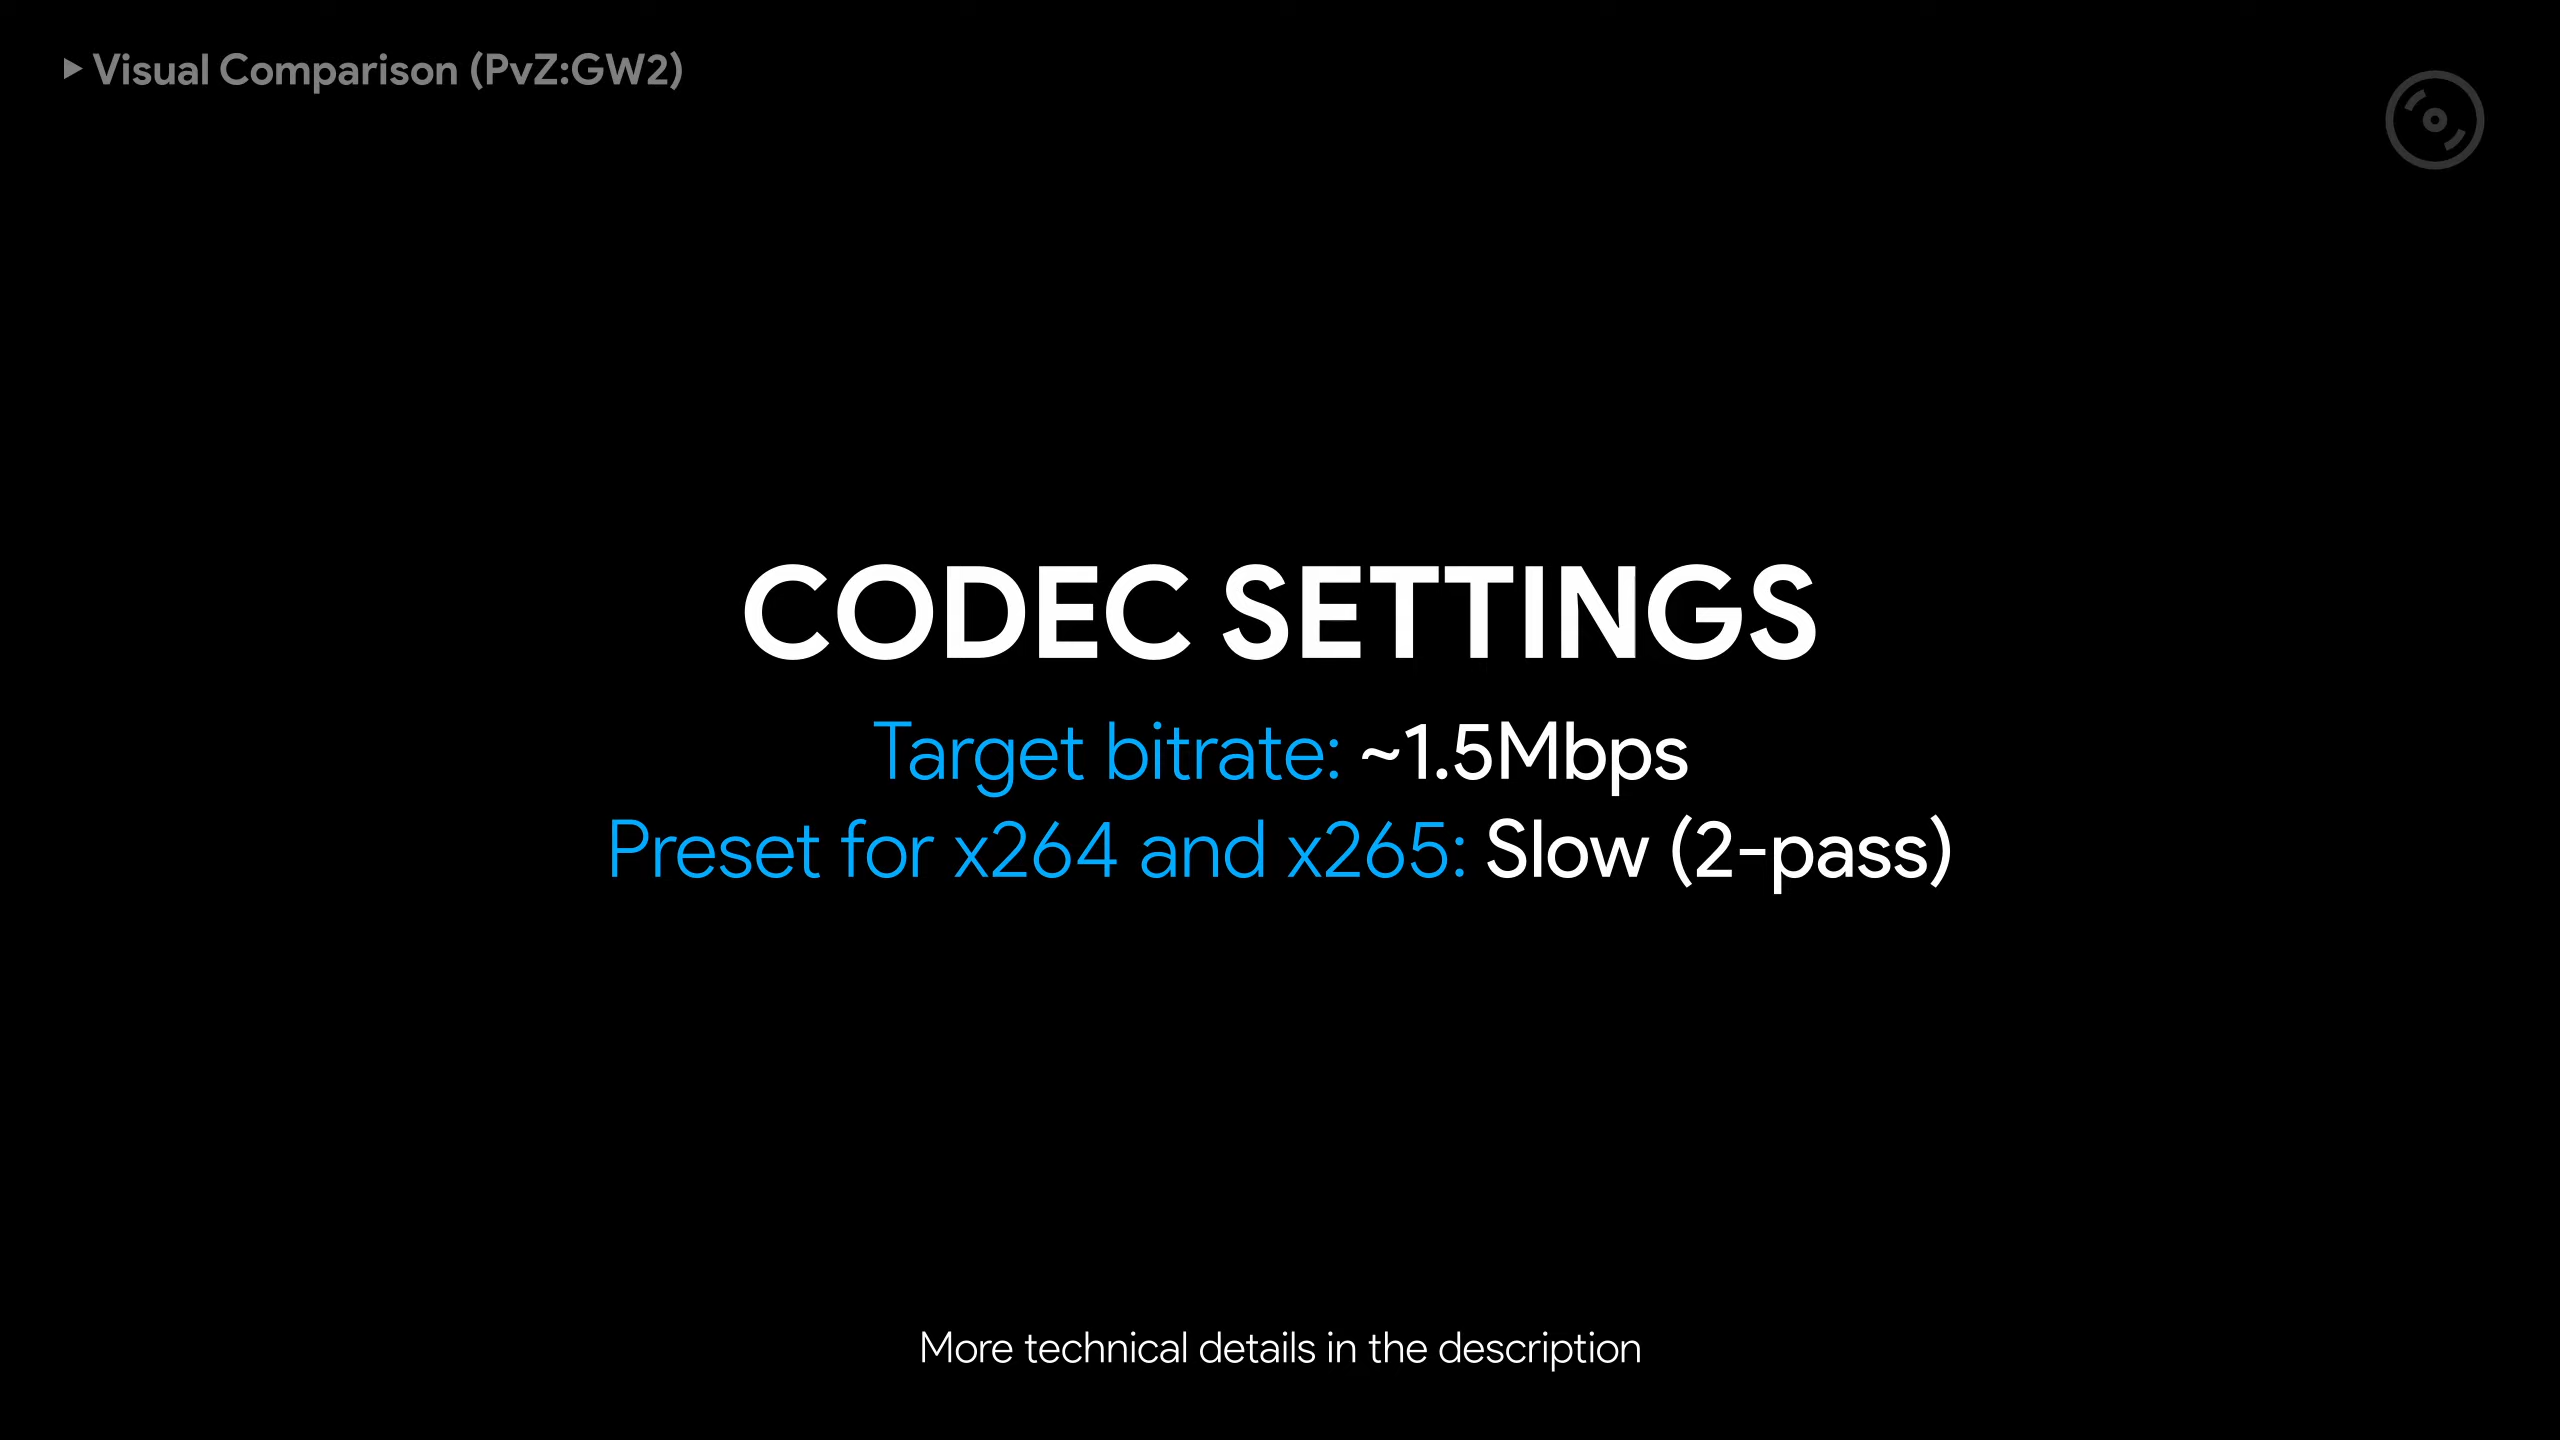 ▶ Visual Comparison (PvZ:GW2)
CODEC SETTINGS
Target bitrate: ~1.5Mbps
Preset for x264 and x265: Slow (2-pass)
More technical details in the description